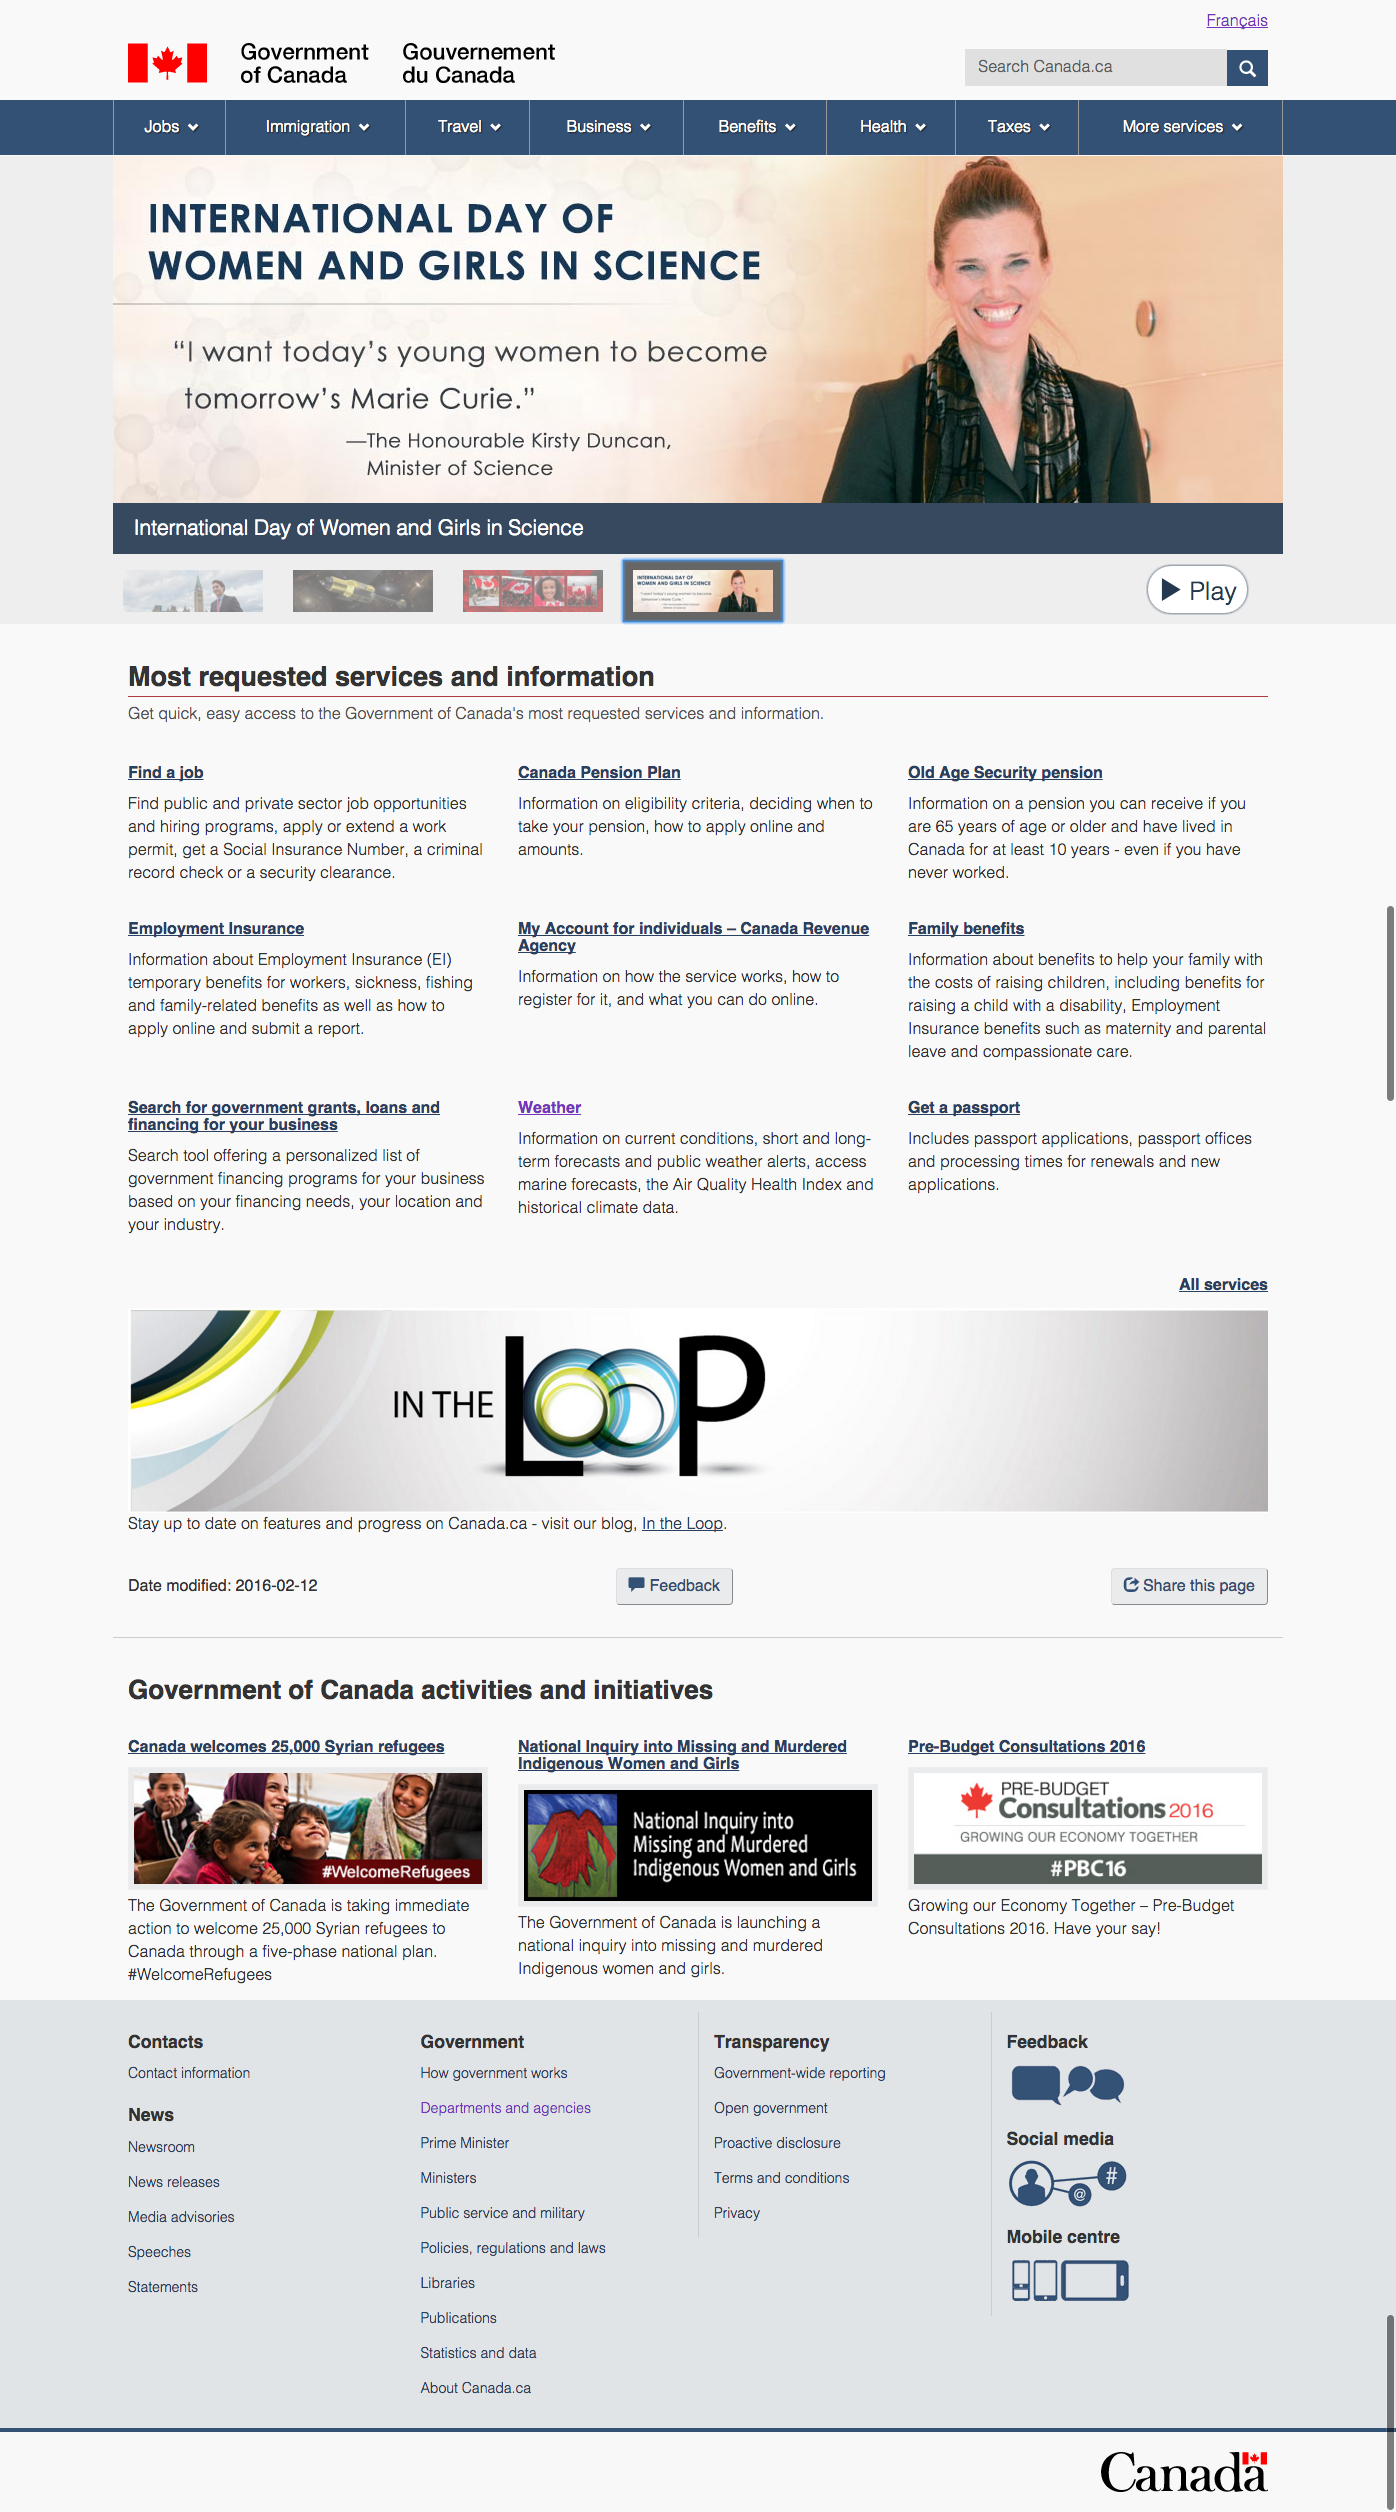 Français
Government
of Canada
Gouvernement
du Canada
Search Canada.ca
Jobs
Immigration
Travel
Business
Benefits
Health
Taxes
More services
INTERNATIONAL DAY OF
WOMEN AND GIRLS IN SCIENCE
“I want today’s young women to become
tomorrow’s Marie Curie.”
—The Honourable Kirsty Duncan,
Minister of Science
International Day of Women and Girls in Science
INTERNATIONAL DAY OF
WOMEN AND GIRLS IN SCIENCE
Play
Most requested services and information
Get quick, easy access to the Government of Canada's most requested services and information.
Find a job
Find public and private sector job opportunities
and hiring programs, apply or extend a work
permit, get a Social Insurance Number, a criminal
record check or a security clearance.
Canada Pension Plan
Information on eligibility criteria, deciding when to
take your pension, how to apply online and
amounts.
Old Age Security pension
Information on a pension you can receive if you
are 65 years of age or older and have lived in
Canada for at least 10 years - even if you have
never worked.
Employment Insurance
Information about Employment Insurance (EI)
temporary benefits for workers, sickness, fishing
and family-related benefits as well as how to
apply online and submit a report.
My Account for individuals – Canada Revenue
Agency
Information on how the service works, how to
register for it, and what you can do online.
Family benefits
Information about benefits to help your family with
the costs of raising children, including benefits for
raising a child with a disability, Employment
Insurance benefits such as maternity and parental
leave and compassionate care.
Search for government grants, loans and
financing for your business
Search tool offering a personalized list of
government financing programs for your business
based on your financing needs, your location and
your industry.
Weather
Information on current conditions, short and long-
term forecasts and public weather alerts, access
marine forecasts, the Air Quality Health Index and
historical climate data.
Get a passport
Includes passport applications, passport offices
and processing times for renewals and new
applications.
All services
IN THE LOOP
Stay up to date on features and progress on Canada.ca - visit our blog, In the Loop.
Date modified: 2016-02-12
Feedback
Share this page
Government of Canada activities and initiatives
Canada welcomes 25,000 Syrian refugees
#WelcomeRefugees
The Government of Canada is taking immediate
action to welcome 25,000 Syrian refugees to
Canada through a five-phase national plan.
#WelcomeRefugees
National Inquiry into Missing and Murdered
Indigenous Women and Girls
National Inquiry into
Missing and Murdered
Indigenous Women and Girls
The Government of Canada is launching a
national inquiry into missing and murdered
Indigenous women and girls.
Pre-Budget Consultations 2016
PRE-BUDGET
Consultations 2016
GROWING OUR ECONOMY TOGETHER
#PBC16
Growing our Economy Together – Pre-Budget
Consultations 2016. Have your say!
Contacts
Contact information
News
Newsroom
News releases
Media advisories
Speeches
Statements
Government
How government works
Departments and agencies
Prime Minister
Ministers
Public service and military
Policies, regulations and laws
Libraries
Publications
Statistics and data
About Canada.ca
Transparency
Government-wide reporting
Open government
Proactive disclosure
Terms and conditions
Privacy
Feedback
Social media
#
@
Mobile centre
Canada